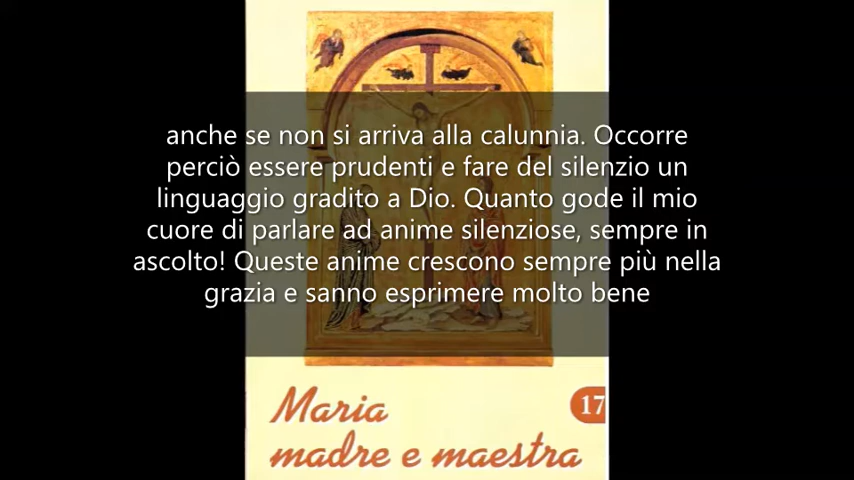 anche se non si arriva alla calunnia. Occorre
perciò essere prudenti e fare del silenzio un
linguaggio gradito a Dio. Quanto gode il mio
cuore di parlare ad anime silenziose, sempre in
ascolto! Queste anime crescono sempre più nella
grazia e sanno esprimere molto bene
Maria
17
madre e maestra